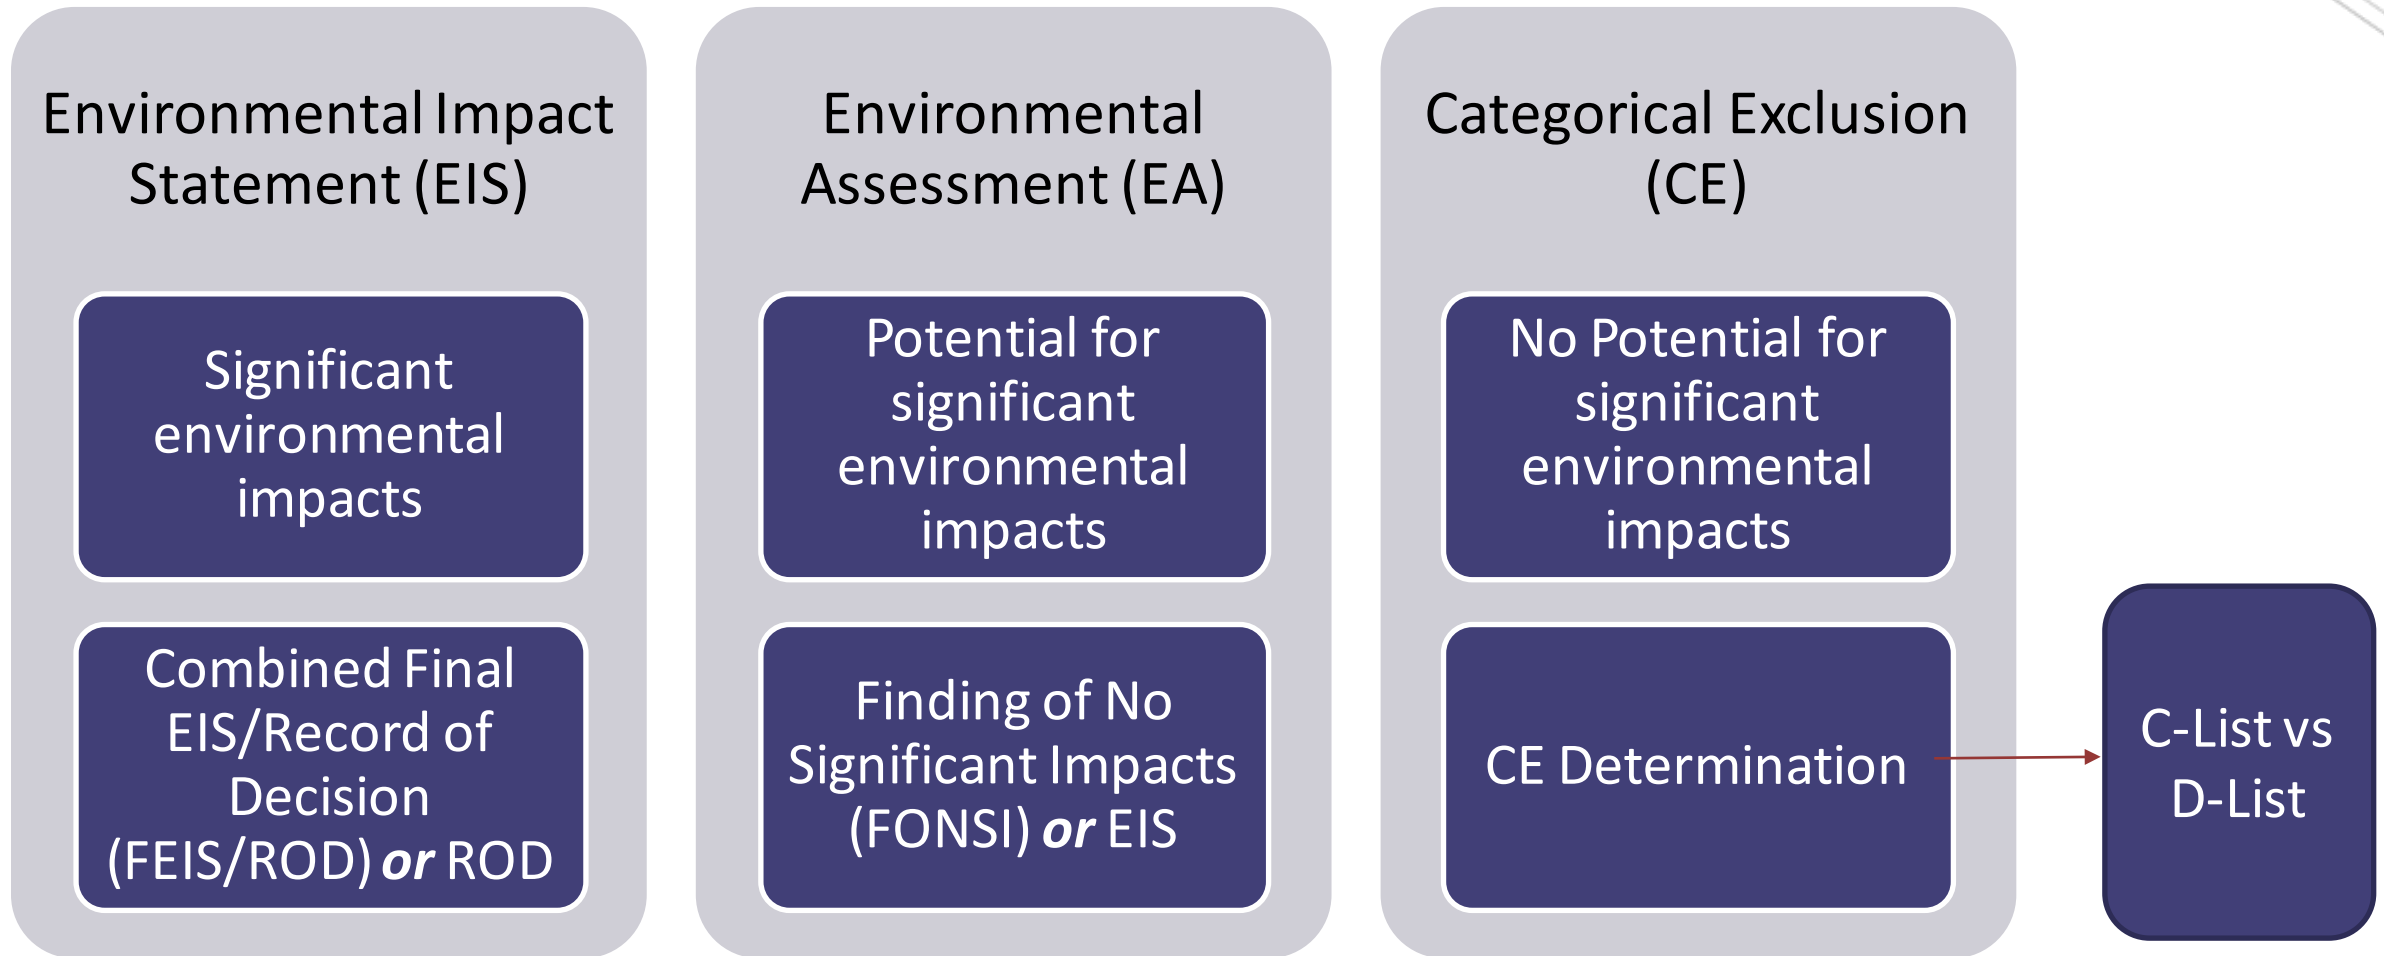 Environmental Impact
Statement (EIS)
Significant
environmental
impacts
Combined Final
EIS/Record of
Decision
(FEIS/ROD) or ROD
Environmental
Assessment (EA)
Potential for
significant
environmental
impacts
Finding of No
Significant Impacts
(FONSI) or EIS
Categorical Exclusion
(CE)
No Potential for
significant
environmental
impacts
CE Determination
C-List vs
D-List